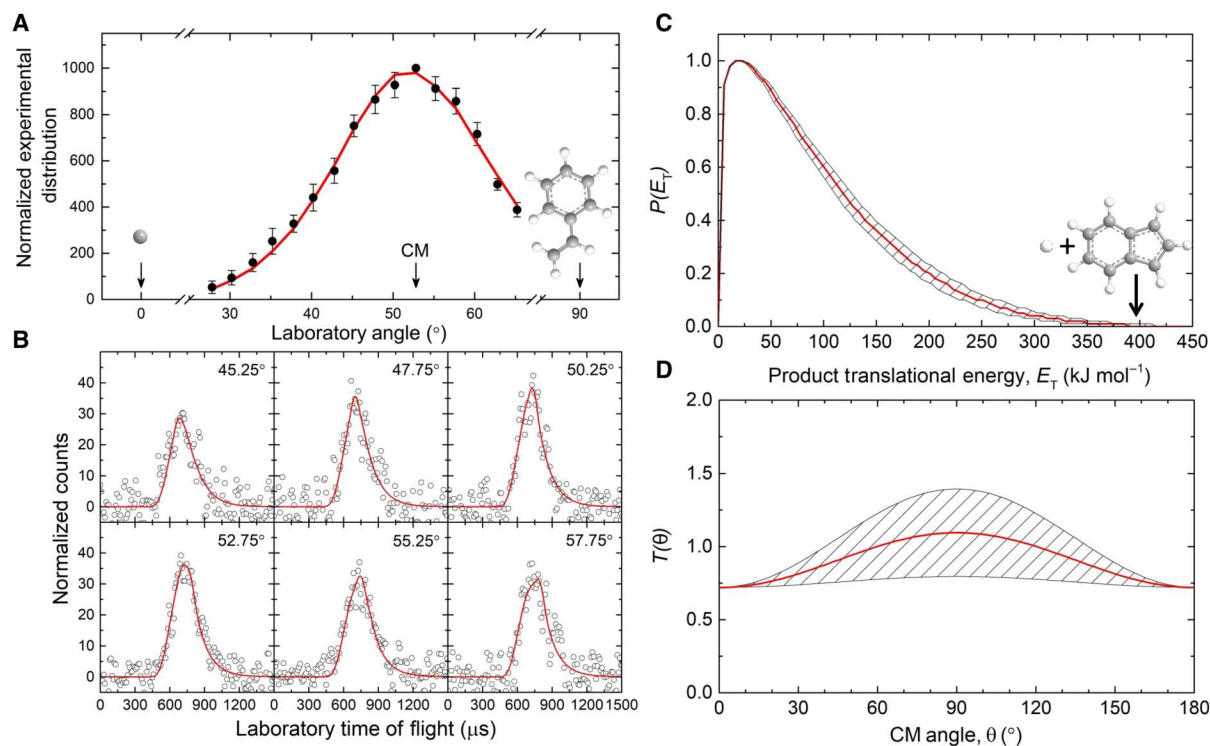 A
Normalized experimental
distribution
1000
800
600
400
200
0
CM
0 30 40 50 60 90
Laboratory angle (°)
B
Normalized counts
45.25° 47.75° 50.25°
40
30
20
10
0
52.75° 55.25° 57.75°
40
30
20
10
0
0 300 600 900 1200 0 300 600 900 1200 0 300 600 900 1200 1500
Laboratory time of flight (μs)
C
P(E_T)
1.0
0.8
0.6
0.4
0.2
0.0
+
0 50 100 150 200 250 300 350 400 450
Product translational energy, E_T (kJ mol⁻¹)
D
T(θ)
2.0
1.5
1.0
0.5
0.0
0 30 60 90 120 150 180
CM angle, θ (°)